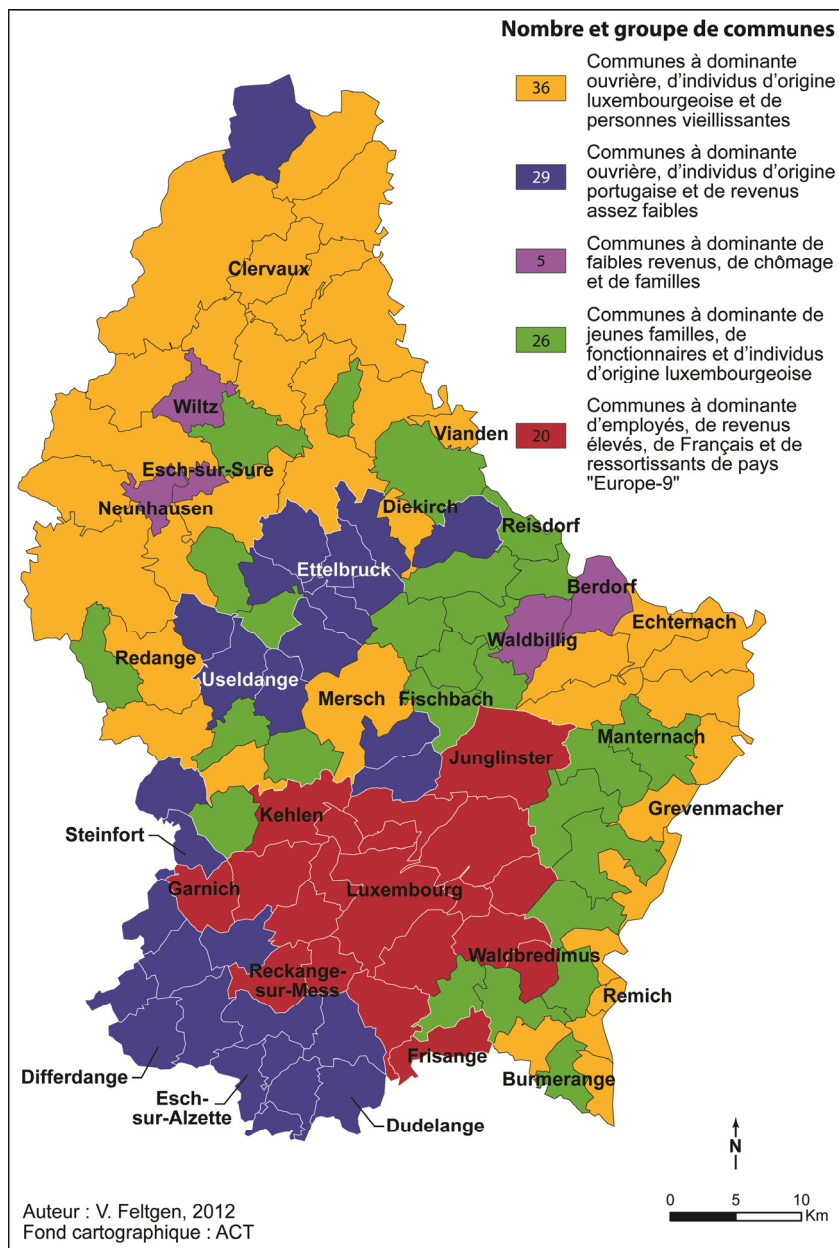 Nombre et groupe de communes
36
Communes à dominante
ouvrière, d'individus d'origine
luxembourgeoise et de
personnes vieillissantes
29
Communes à dominante
ouvrière, d'individus d'origine
portugaise et de revenus
assez faibles
5
Communes à dominante de
faibles revenus, de chômage
et de familles
26
Communes à dominante de
jeunes familles, de
fonctionnaires et d'individus
d'origine luxembourgeoise
20
Communes à dominante
d'employés, de revenus
élevés, de Français et de
ressortissants de pays
"Europe-9"
Clervaux
Wiltz
Vianden
Esch-sur-Sure
Neunhausen
Diekirch
Reisdorf
Ettelbruck
Berdorf
Echternach
Waldbillig
Redange
Useldange
Mersch
Fischbach
Manternach
Junglinster
Grevenmacher
Kehlen
Steinfort
Garnich
Luxembourg
Waldbredimus
Reckange-
sur-Mess
Remich
Frisange
Burmerange
Differdange
Esch-
sur-Alzette
Dudelange
N
0 5 10
Km
Auteur : V. Feltgen, 2012
Fond cartographique : ACT